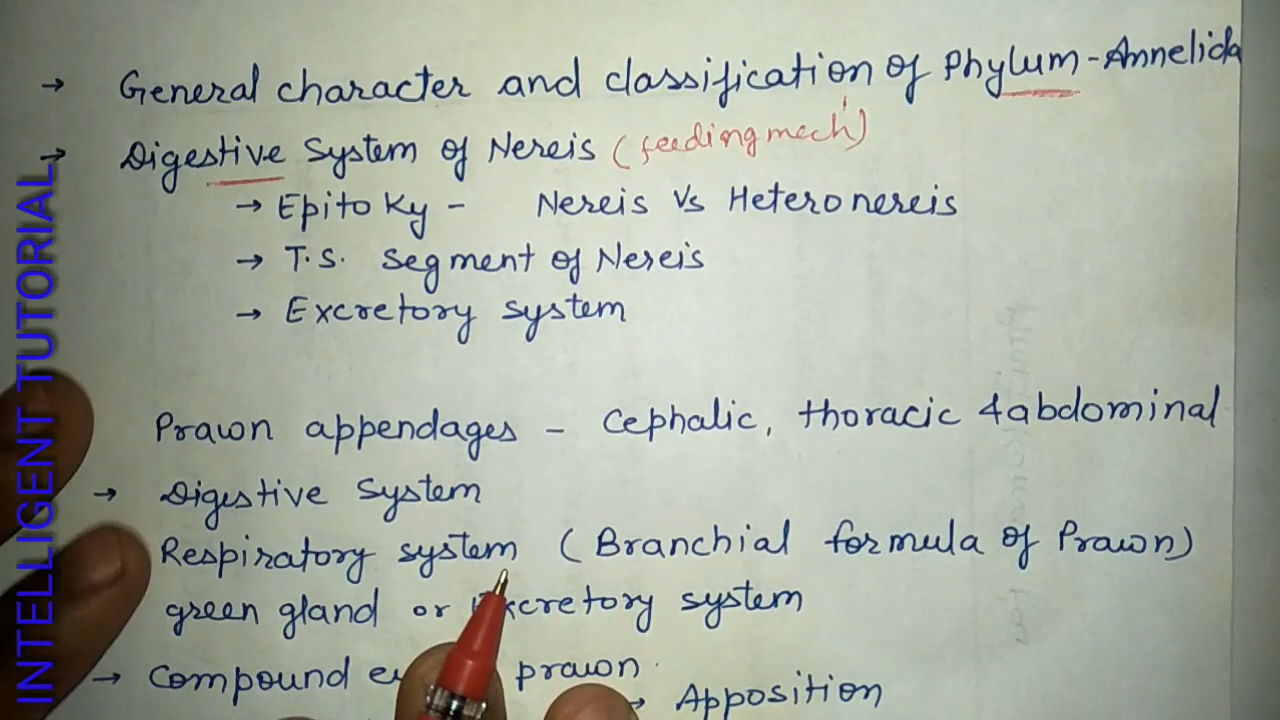 → General character and classification of Phylum-Annelida
→ Digestive System of Nereis (feeding mech')
→ Epitoky - Nereis Vs Heteronereis
→ T.S. Segment of Nereis
→ Excretory system
Prawn appendages - Cephalic, thoracic & abdominal
→ Digestive System
Respiratory system (Branchial formula of Prawn)
green gland or Excretory system
→ Compound prawn
→ Apposition
INTELLIGENT TUTORIAL